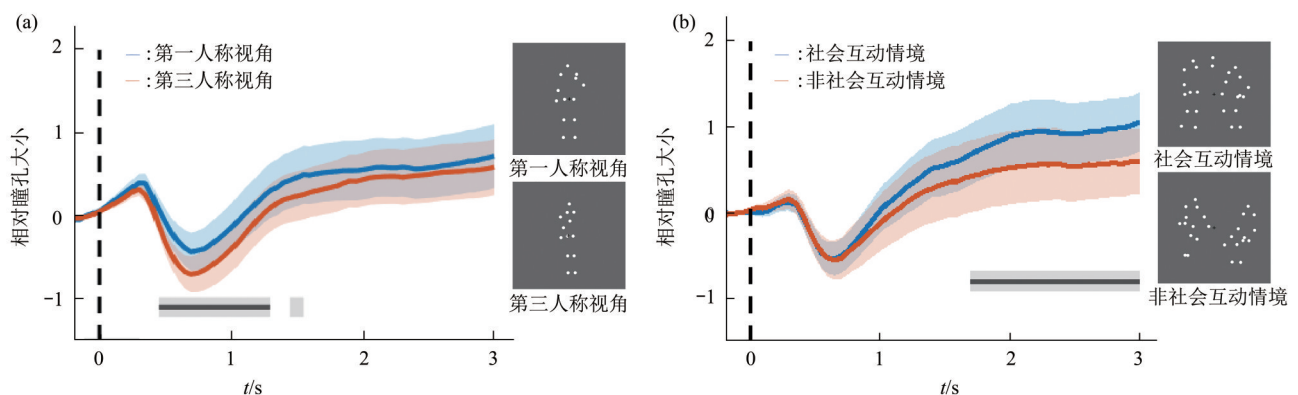 (a)
2
1
0
−1
0
1
2
3
相对瞳孔大小
t/s
:第一人称视角
:第三人称视角
第一人称视角
第三人称视角
(b)
2
1
0
−1
0
1
2
3
相对瞳孔大小
t/s
:社会互动情境
:非社会互动情境
社会互动情境
非社会互动情境